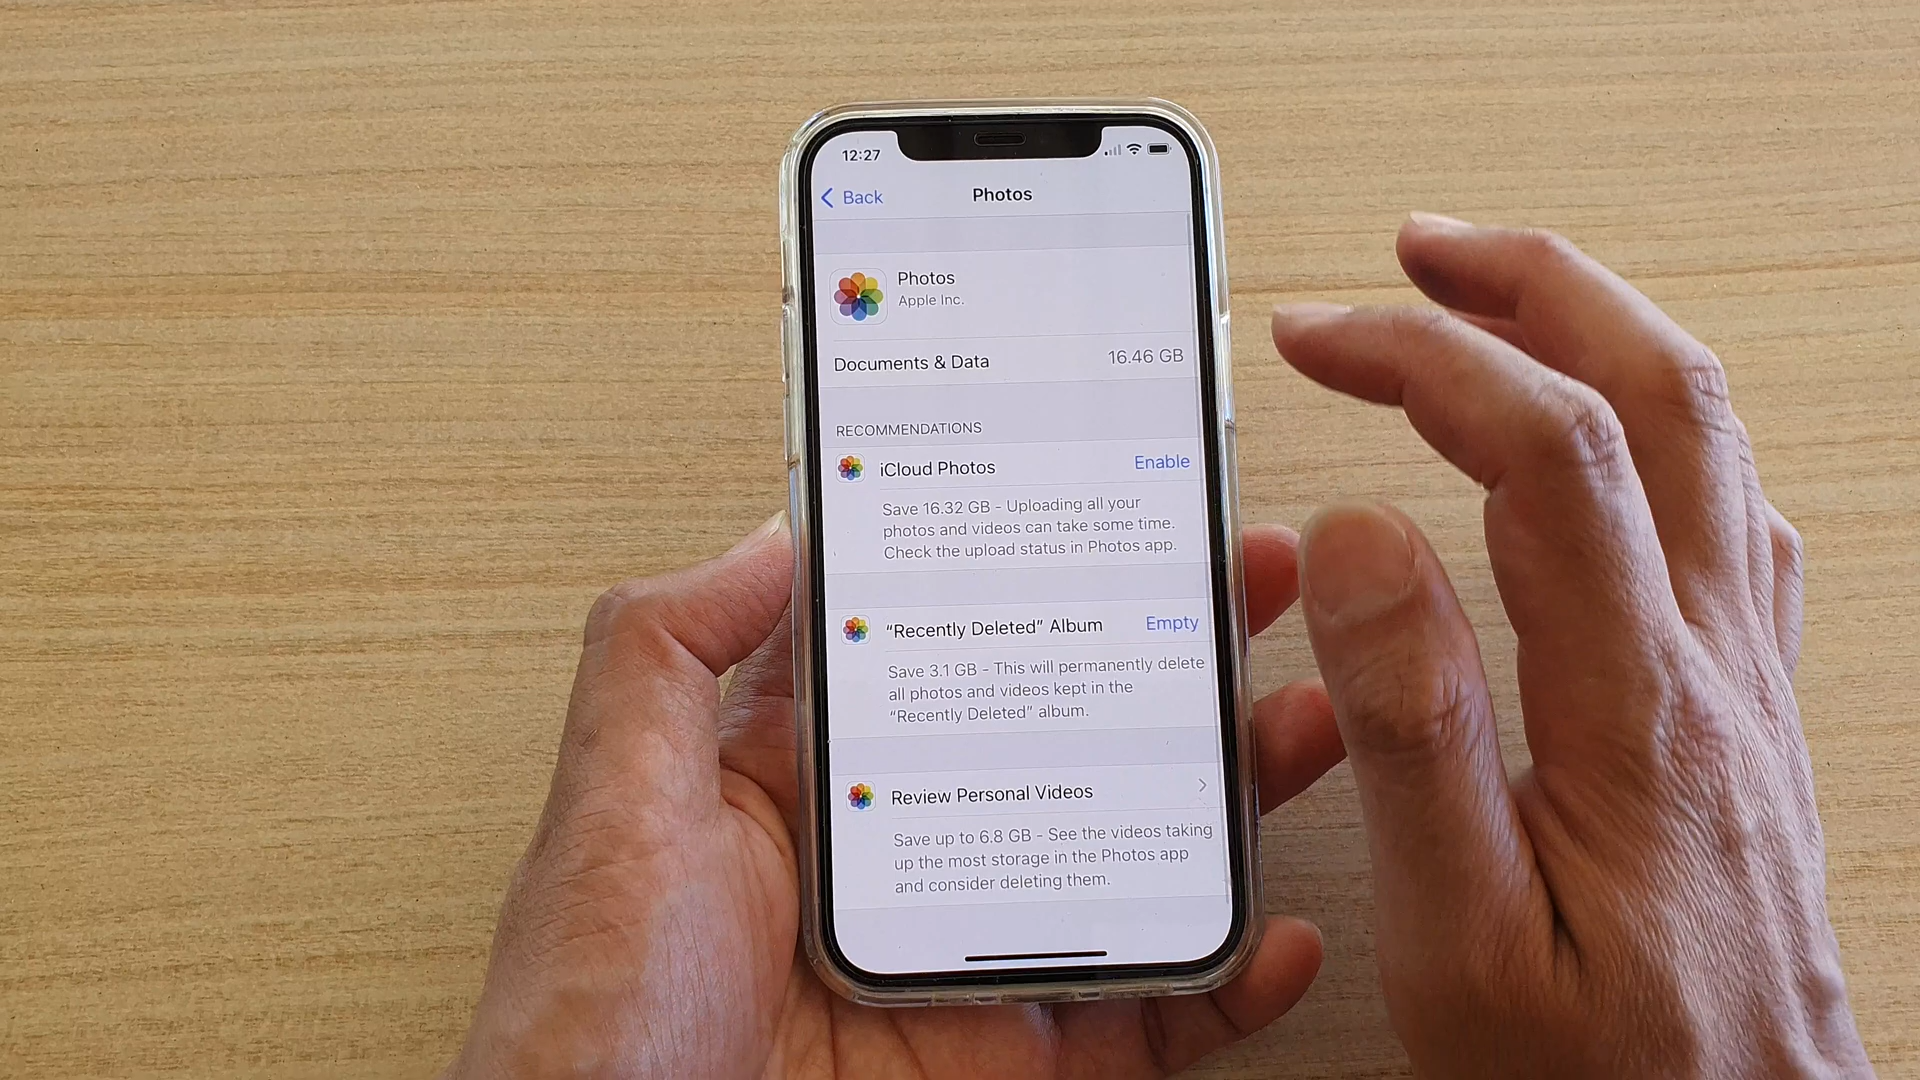 12:27
Back
Photos
Photos
Apple Inc.
Documents & Data 16.46 GB
RECOMMENDATIONS
iCloud Photos Enable
Save 16.32 GB - Uploading all your
photos and videos can take some time.
Check the upload status in Photos app.
“Recently Deleted” Album Empty
Save 3.1 GB - This will permanently delete
all photos and videos kept in the
“Recently Deleted” album.
Review Personal Videos
Save up to 6.8 GB - See the videos taking
up the most storage in the Photos app
and consider deleting them.